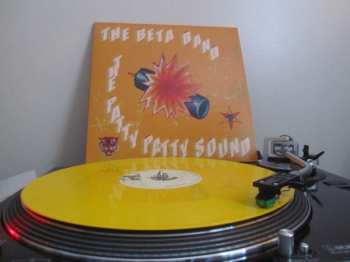 THE BETA BAND
THE PATTY PATTY SOUND